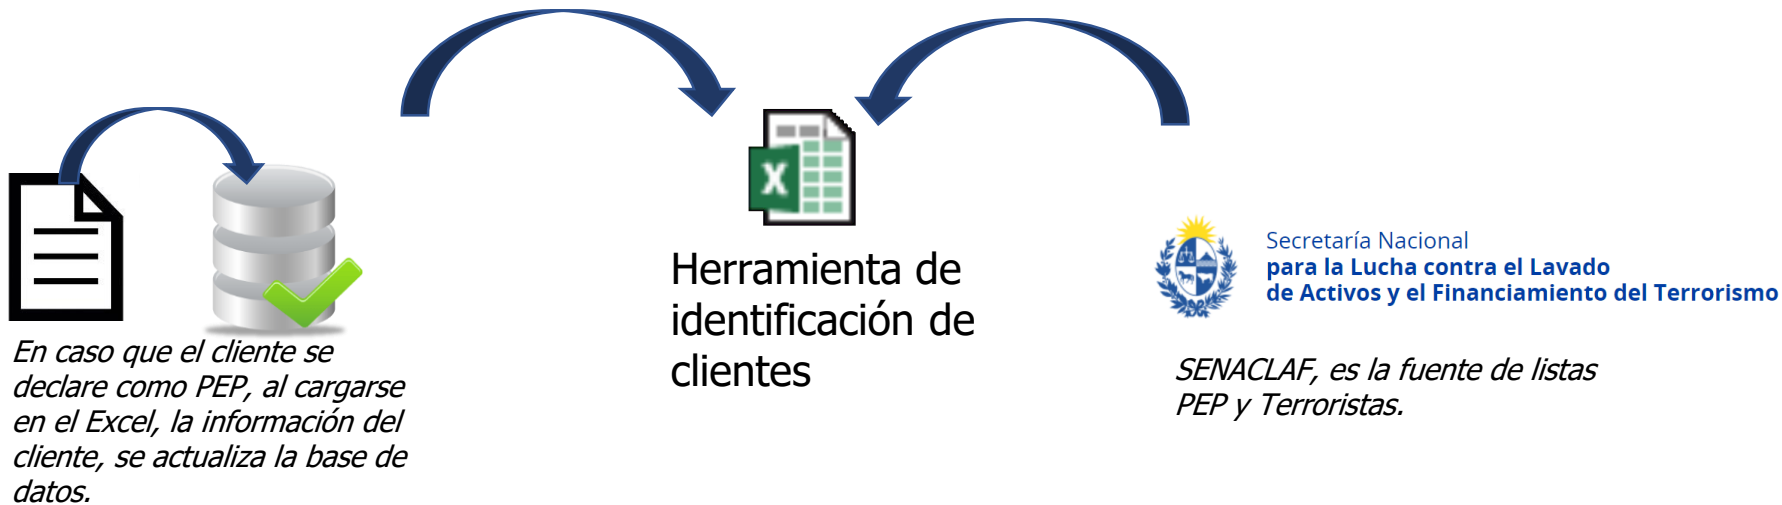 X
Herramienta de
identificación de
clientes
En caso que el cliente se
declare como PEP, al cargarse
en el Excel, la información del
cliente, se actualiza la base de
datos.
Secretaría Nacional
para la Lucha contra el Lavado
de Activos y el Financiamiento del Terrorismo
SENACLAF, es la fuente de listas
PEP y Terroristas.